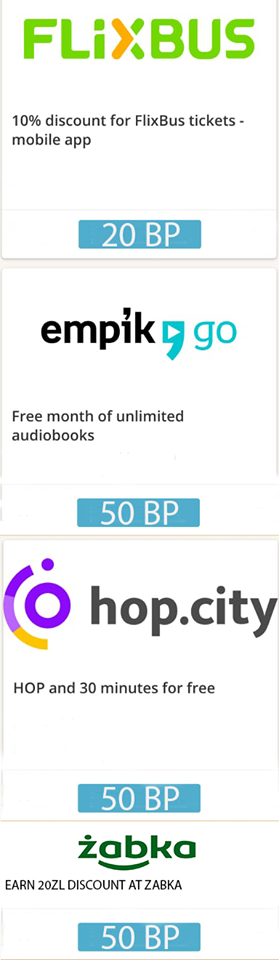 FLiXBUS
10% discount for FlixBus tickets -
mobile app
20 BP
empik go
Free month of unlimited
audiobooks
50 BP
hop.city
HOP and 30 minutes for free
50 BP
żabka
EARN 20ZL DISCOUNT AT ZABKA
50 BP